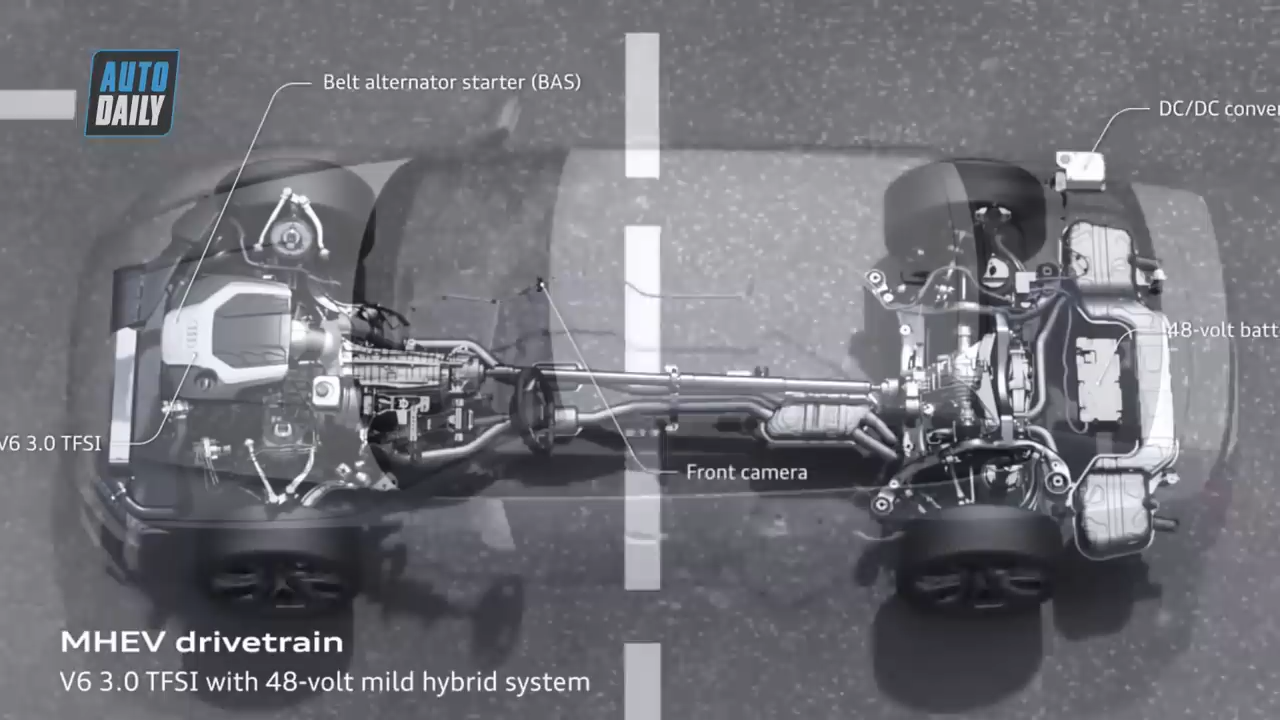 AUTO
DAILY
Belt alternator starter (BAS)
DC/DC conver
48-volt batt
V6 3.0 TFSI
Front camera
MHEV drivetrain
V6 3.0 TFSI with 48-volt mild hybrid system